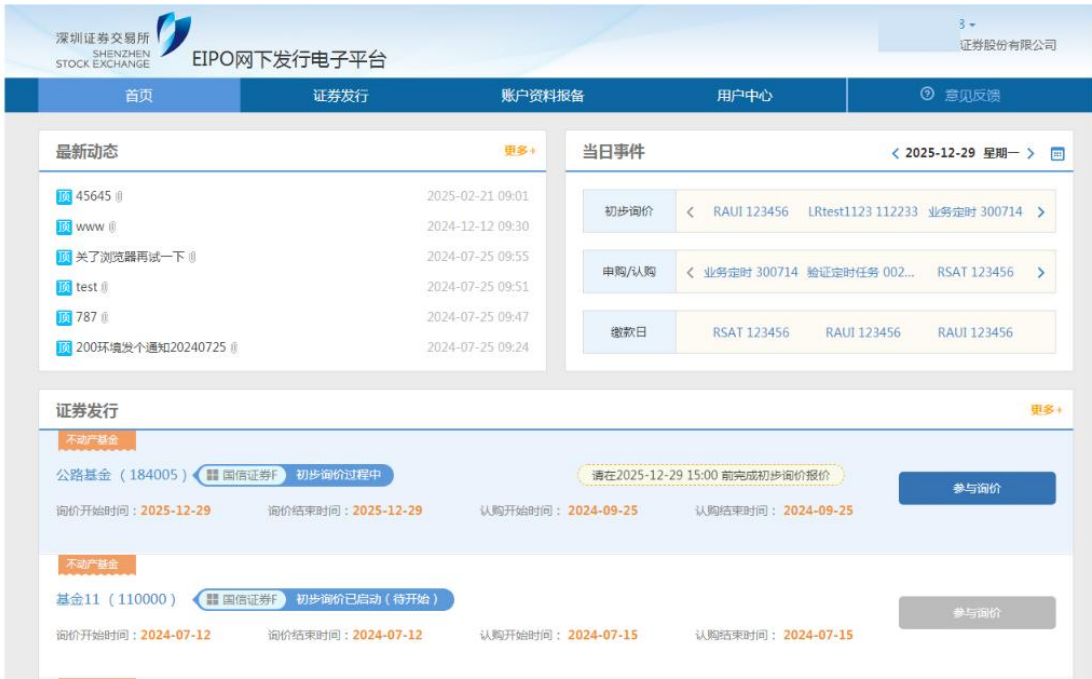 深圳证券交易所
SHENZHEN
STOCK EXCHANGE
EIPO网下发行电子平台
证券股份有限公司
首页 证券发行 账户资料报备 用户中心 意见反馈
最新动态 更多+
顶 45645 2025-02-21 09:01
顶 www 2024-12-12 09:30
顶 关了浏览器再试一下 2024-07-25 09:55
顶 test 2024-07-25 09:51
顶 787 2024-07-25 09:47
顶 200环境发个通知20240725 2024-07-25 09:24
当日事件 < 2025-12-29 星期一 >
初步询价 < RAUI 123456 LRtest1123 112233 业务定时 300714 >
申购/认购 < 业务定时 300714 验证定时任务 002... RSAT 123456 >
缴款日 RSAT 123456 RAUI 123456 RAUI 123456
证券发行 更多+
不动产基金
公路基金 ( 184005 ) 国信证券F 初步询价过程中 请在2025-12-29 15:00 前完成初步询价报价 参与询价
询价开始时间：2025-12-29 询价结束时间：2025-12-29 认购开始时间： 2024-09-25 认购结束时间： 2024-09-25
不动产基金
基金11 ( 110000 ) 国信证券F 初步询价已启动 ( 待开始 ) 参与询价
询价开始时间：2024-07-12 询价结束时间：2024-07-12 认购开始时间： 2024-07-15 认购结束时间： 2024-07-15